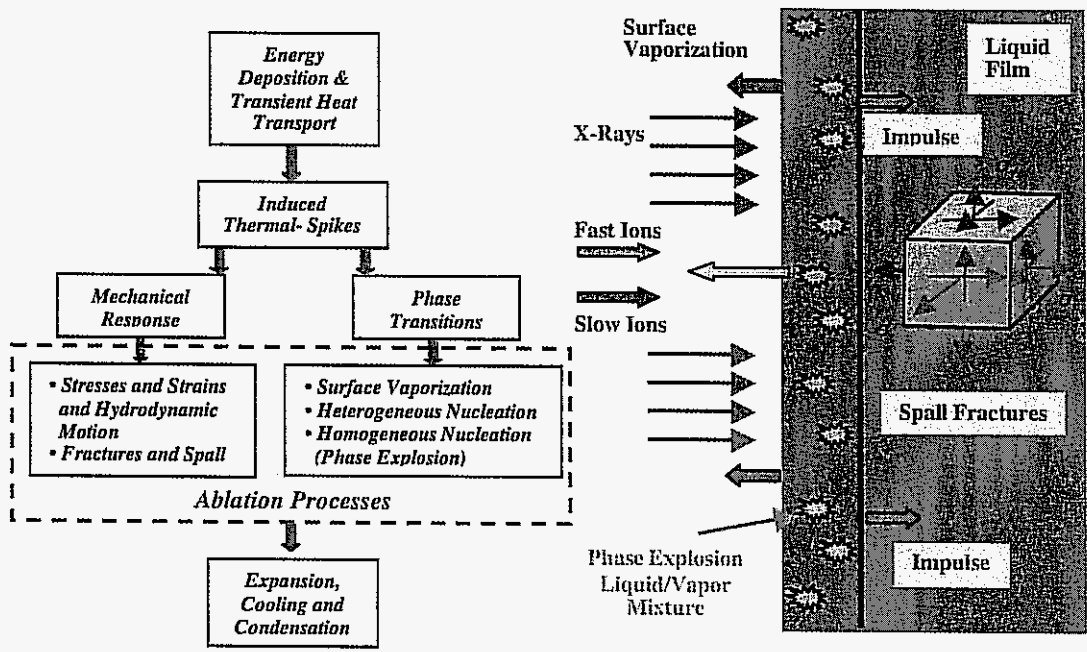 Energy
Deposition &
Transient Heat
Transport
Induced
Thermal- Spikes
Mechanical
Response
Phase
Transitions
• Stresses and Strains
and Hydrodynamic
Motion
• Fractures and Spall
• Surface Vaporization
• Heterogeneous Nucleation
• Homogeneous Nucleation
(Phase Explosion)
Ablation Processes
Expansion,
Cooling and
Condensation
Surface
Vaporization
X-Rays
Fast Ions
Slow Ions
Phase Explosion
Liquid/Vapor
Mixture
Liquid
Film
Impulse
Spall Fractures
Impulse